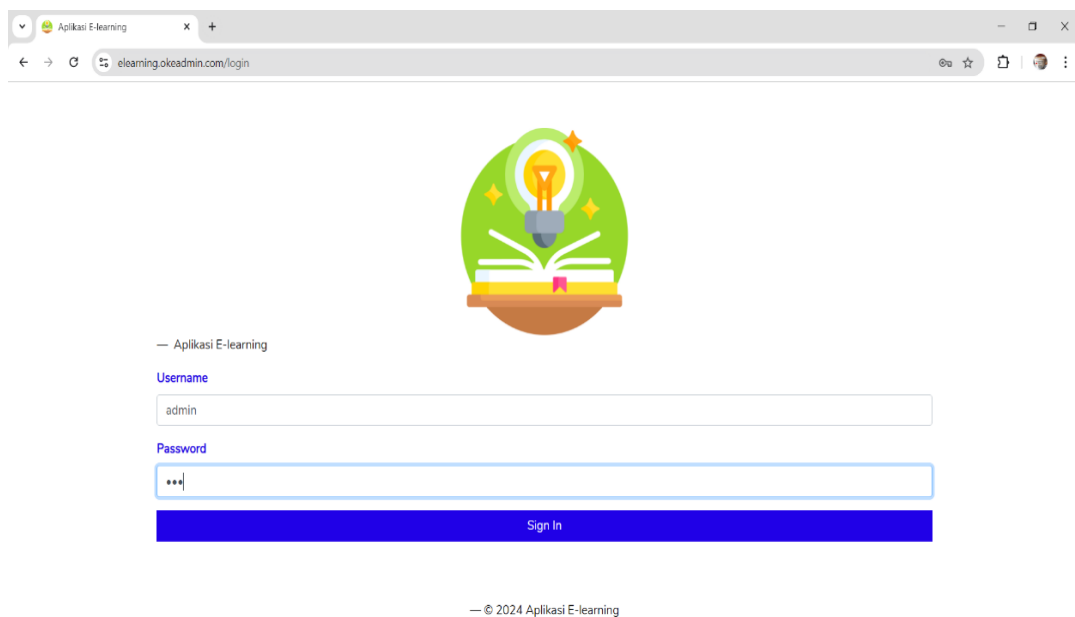 Aplikasi E-learning
elearning.okeadmin.com/login
— Aplikasi E-learning
Username
admin
Password
•••
Sign In
— © 2024 Aplikasi E-learning